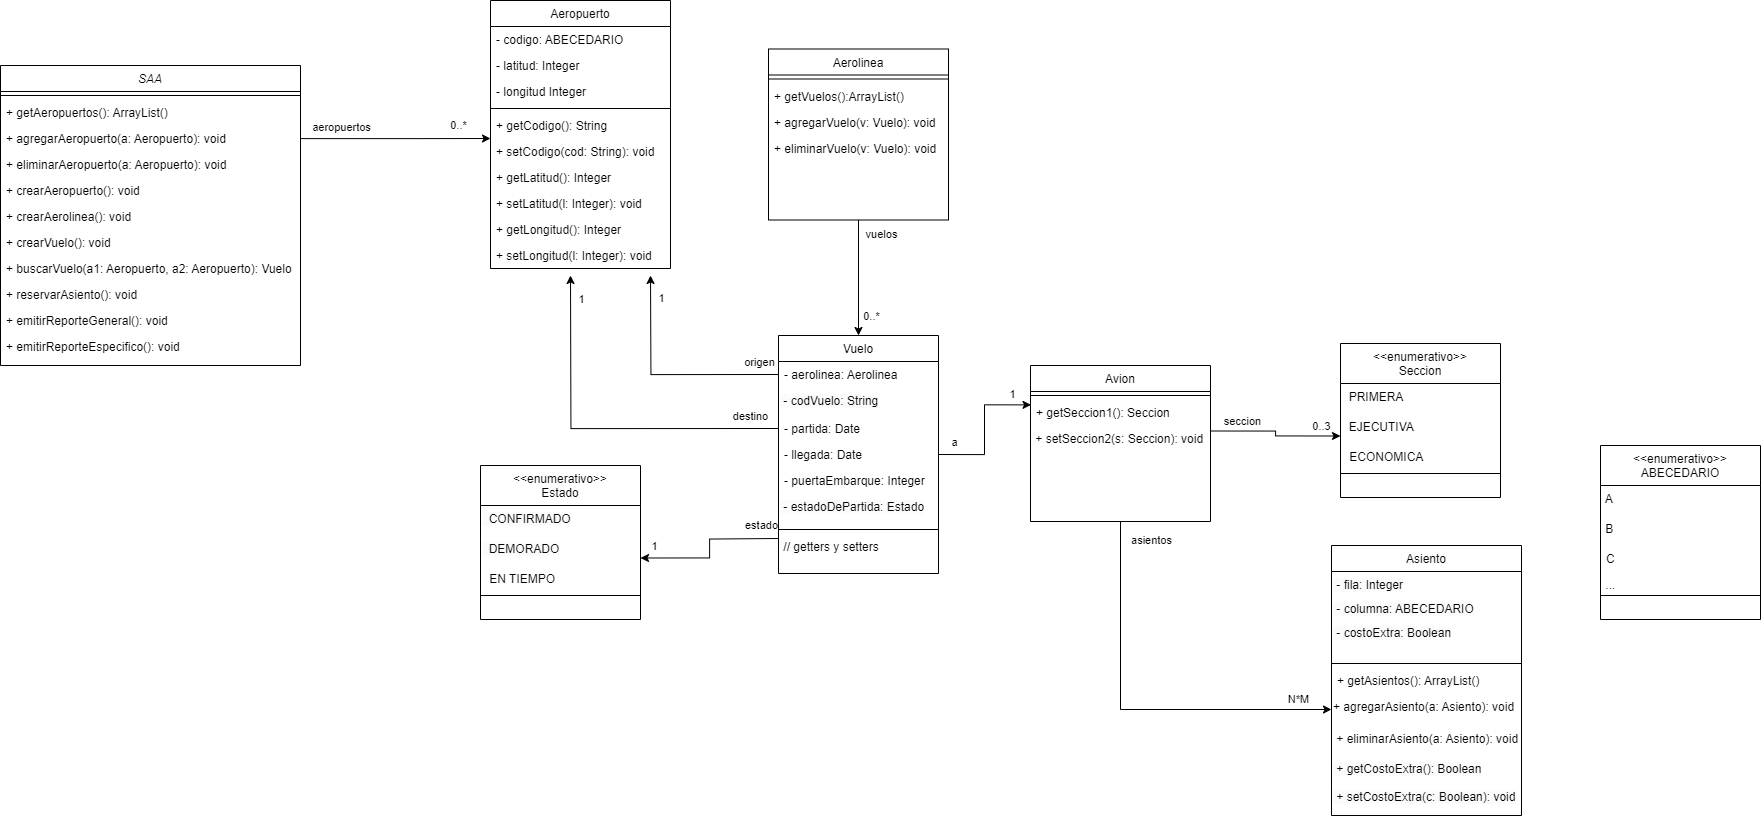 SAA
+ getAeropuertos(): ArrayList()
+ agregarAeropuerto(a: Aeropuerto): void
+ eliminarAeropuerto(a: Aeropuerto): void
+ crearAeropuerto(): void
+ crearAerolinea(): void
+ crearVuelo(): void
+ buscarVuelo(a1: Aeropuerto, a2: Aeropuerto): Vuelo
+ reservarAsiento(): void
+ emitirReporteGeneral(): void
+ emitirReporteEspecifico(): void
aeropuertos
0..*
Aeropuerto
- codigo: ABECEDARIO
- latitud: Integer
- longitud Integer
+ getCodigo(): String
+ setCodigo(cod: String): void
+ getLatitud(): Integer
+ setLatitud(l: Integer): void
+ getLongitud(): Integer
+ setLongitud(l: Integer): void
1
1
Aerolinea
+ getVuelos():ArrayList()
+ agregarVuelo(v: Vuelo): void
+ eliminarVuelo(v: Vuelo): void
vuelos
0..*
origen
destino
estado
1
Vuelo
- aerolinea: Aerolinea
- codVuelo: String
- partida: Date
- llegada: Date
- puertaEmbarque: Integer
- estadoDePartida: Estado
// getters y setters
<<enumerativo>>
Estado
CONFIRMADO
DEMORADO
EN TIEMPO
a
1
Avion
+ getSeccion1(): Seccion
+ setSeccion2(s: Seccion): void
seccion
0..3
asientos
N*M
<<enumerativo>>
Seccion
PRIMERA
EJECUTIVA
ECONOMICA
Asiento
- fila: Integer
- columna: ABECEDARIO
- costoExtra: Boolean
+ getAsientos(): ArrayList()
+ agregarAsiento(a: Asiento): void
+ eliminarAsiento(a: Asiento): void
+ getCostoExtra(): Boolean
+ setCostoExtra(c: Boolean): void
<<enumerativo>>
ABECEDARIO
A
B
C
...